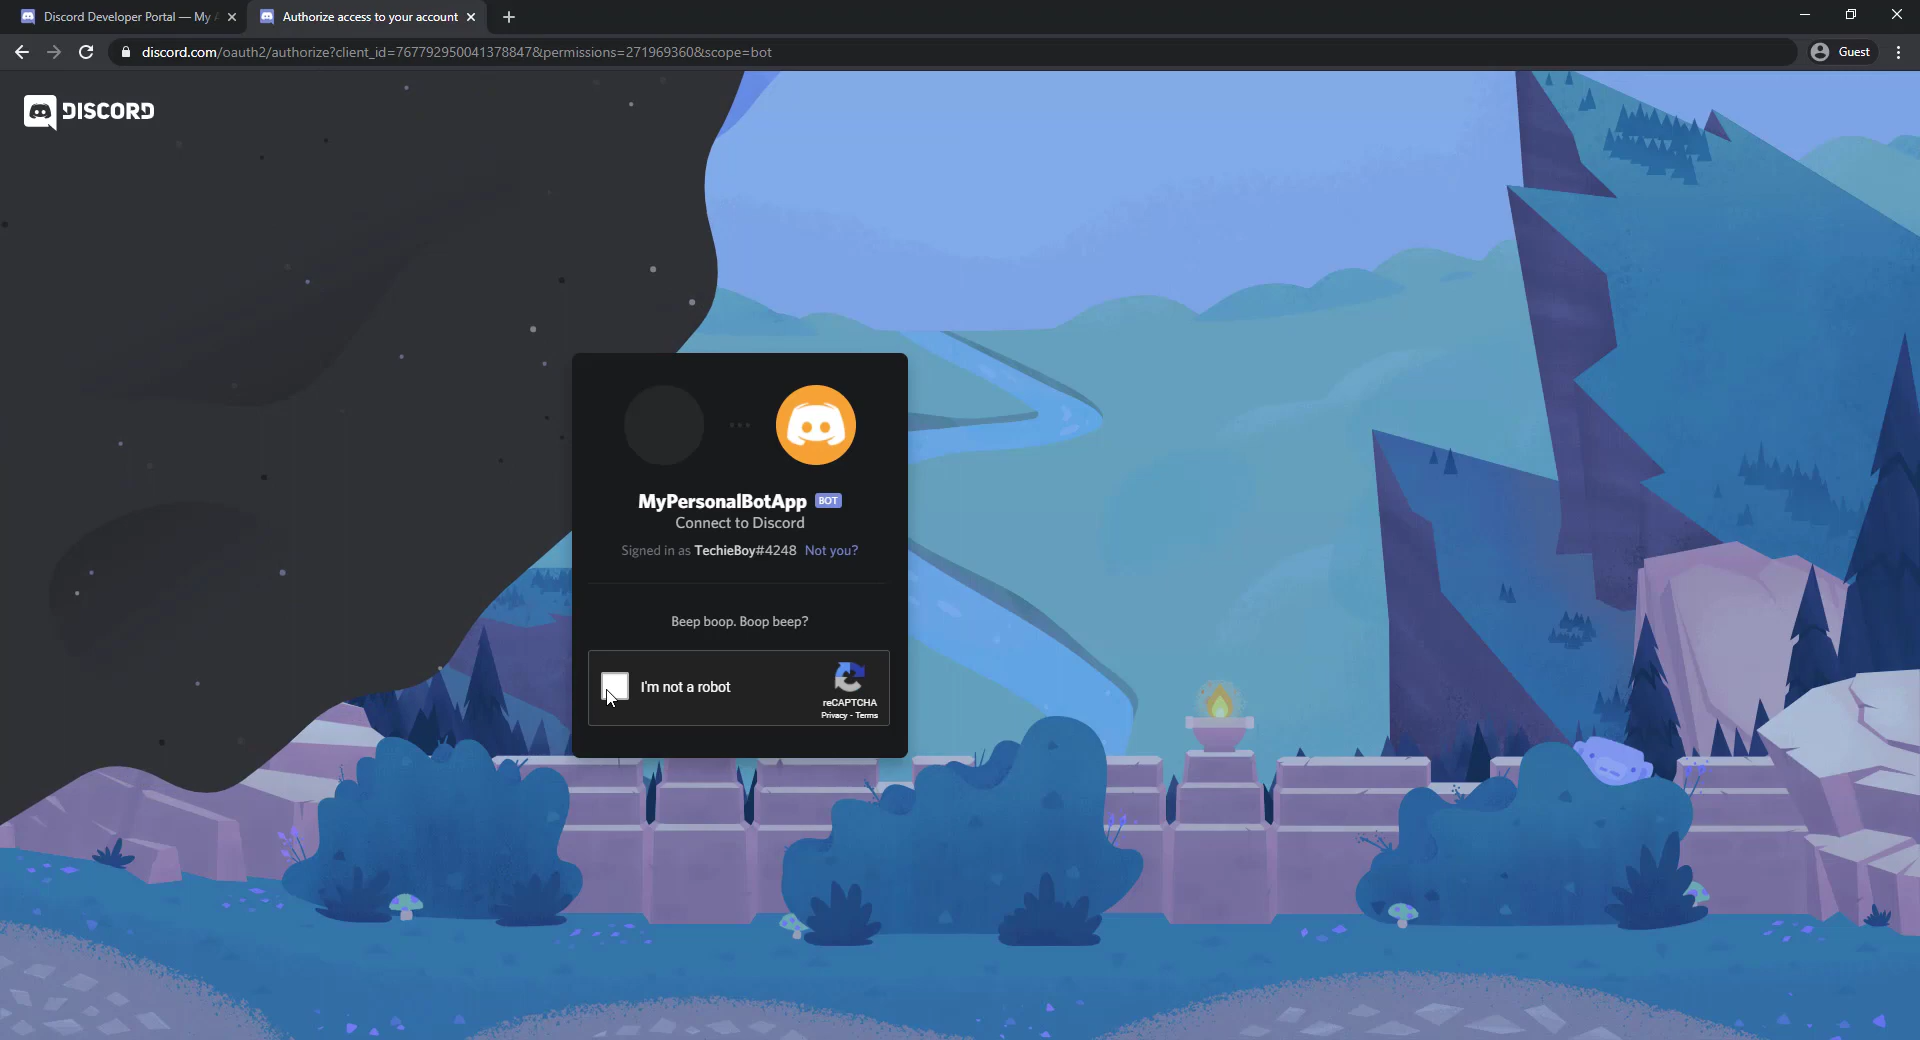 Discord Developer Portal — My A
Authorize access to your account
discord.com/oauth2/authorize?client_id=767792950041378847&permissions=271969360&scope=bot
Guest
DISCORD
MyPersonalBotApp BOT
Connect to Discord
Signed in as TechieBoy#4248 Not you?
Beep boop. Boop beep?
I'm not a robot
reCAPTCHA
Privacy - Terms